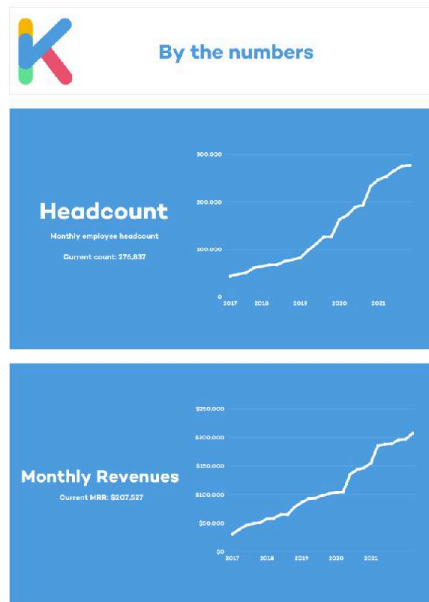 By the numbers
300,000
200,000
100,000
0
2017 2018 2019 2020 2021
Headcount
Monthly employee headcount
Current count: 276,837
$250,000
$200,000
$150,000
$100,000
$50,000
$0
2017 2018 2019 2020 2021
Monthly Revenues
Current MRR: $207,527